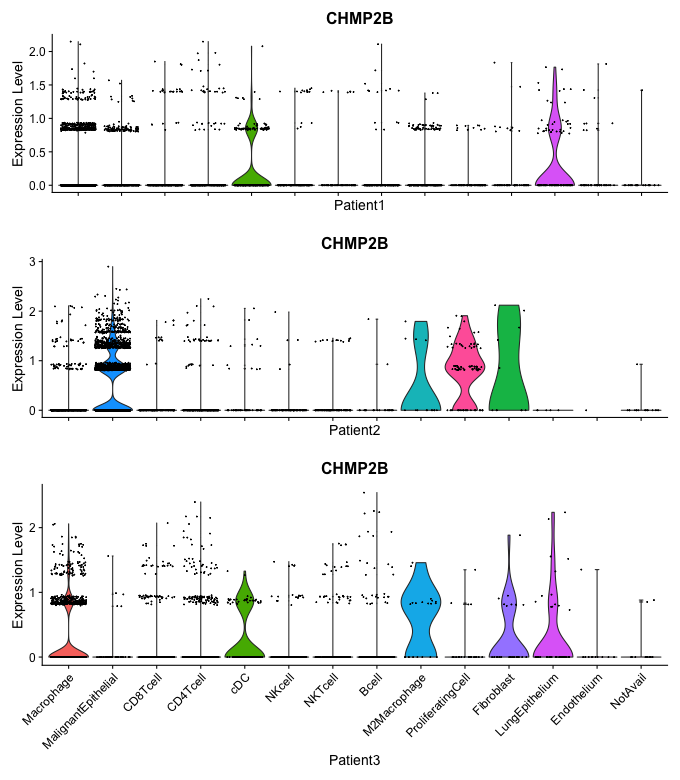 CHMP2B
Expression Level
2.0
1.5
1.0
0.5
0.0
Patient1
CHMP2B
Expression Level
3
2
1
0
Patient2
CHMP2B
Expression Level
2
1
0
Macrophage
MalignantEpithelial
CD8Tcell
CD4Tcell
cDC
NKcell
NKTcell
Bcell
M2Macrophage
ProliferatingCell
Fibroblast
LungEpithelium
Endothelium
NotAvail
Patient3